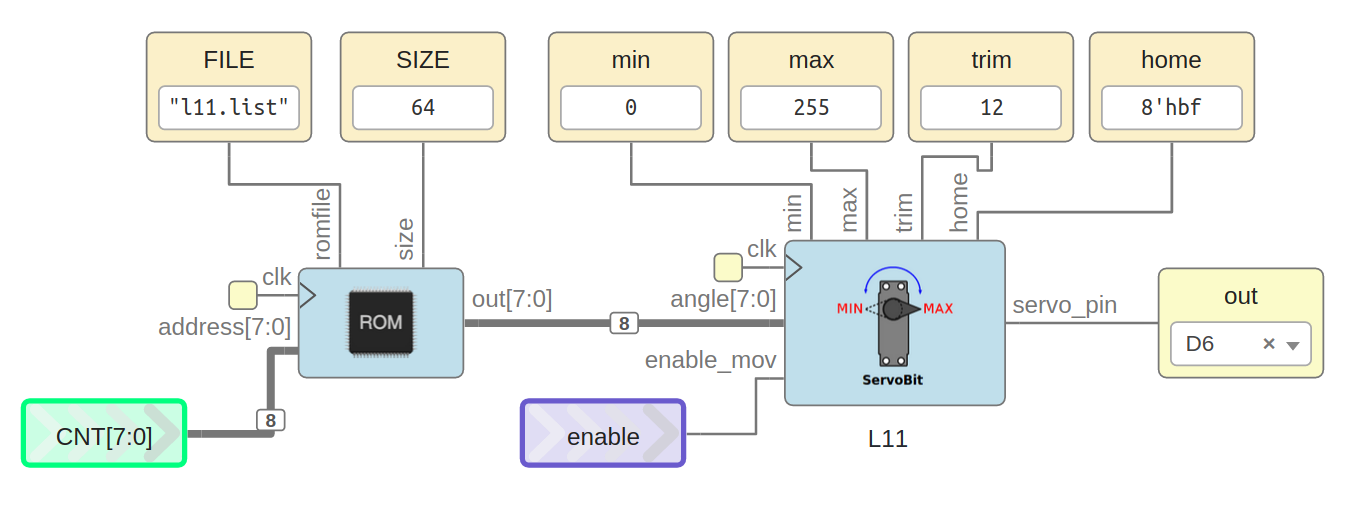 FILE
"l11.list"
SIZE
64
min
0
max
255
trim
12
home
8'hbf
romfile
size
min
max
trim
home
clk
address[7:0]
ROM
out[7:0]
8
clk
angle[7:0]
enable_mov
MIN
MAX
ServoBit
servo_pin
out
D6 ×
8
CNT[7:0]
enable
L11